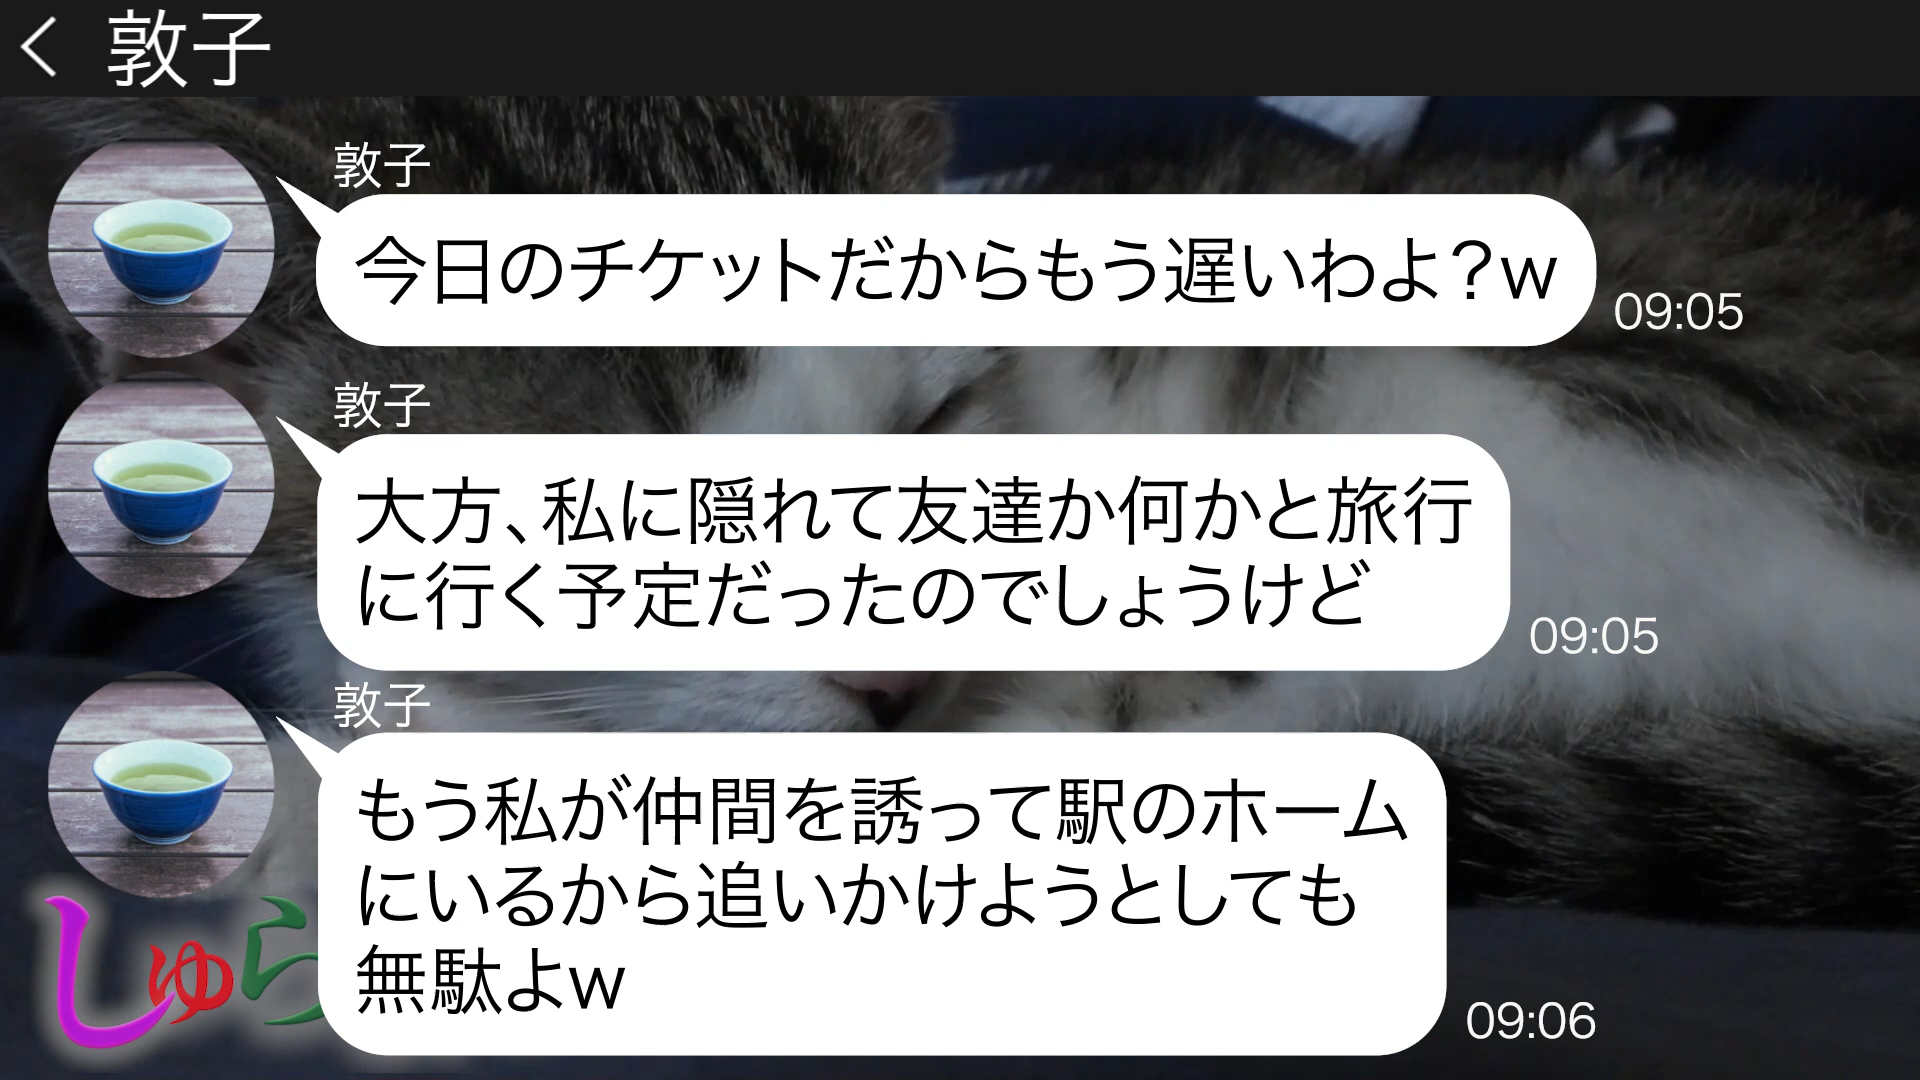 敦子
敦子
今日のチケットだからもう遅いわよ？w
09:05
敦子
大方、私に隠れて友達か何かと旅行
に行く予定だったのでしょうけど
09:05
敦子
もう私が仲間を誘って駅のホーム
にいるから追いかけようとしても
無駄よw
09:06
しゅら